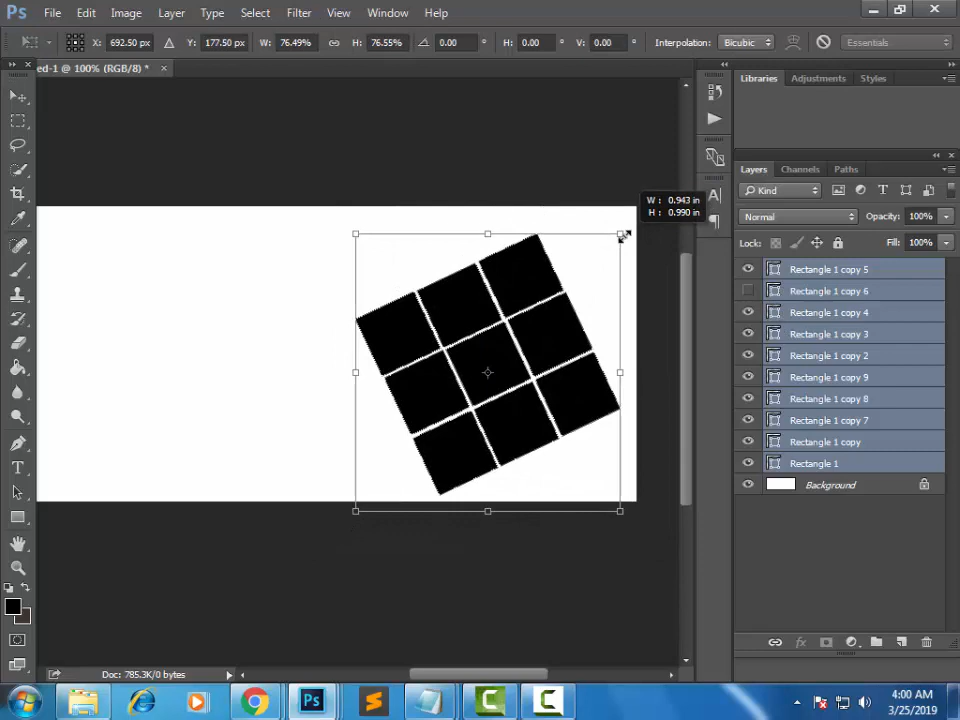 Ps File Edit Image Layer Type Select Filter View Window Help
X: 692.50 px Y: 177.50 px W: 76.49% H: 76.55% 0.00 ° H: 0.00 ° V: 0.00 ° Interpolation: Bicubic Essentials
ed-1 @ 100% (RGB/8) * ×
Libraries Adjustments Styles
Layers Channels Paths
Kind
W : 0.943 in
H : 0.990 in
Normal Opacity: 100%
Lock: Fill: 100%
Rectangle 1 copy 5
Rectangle 1 copy 6
Rectangle 1 copy 4
Rectangle 1 copy 3
Rectangle 1 copy 2
Rectangle 1 copy 9
Rectangle 1 copy 8
Rectangle 1 copy 7
Rectangle 1 copy
Rectangle 1
Background
Doc: 785.3K/0 bytes
Ps
4:00 AM
3/25/2019